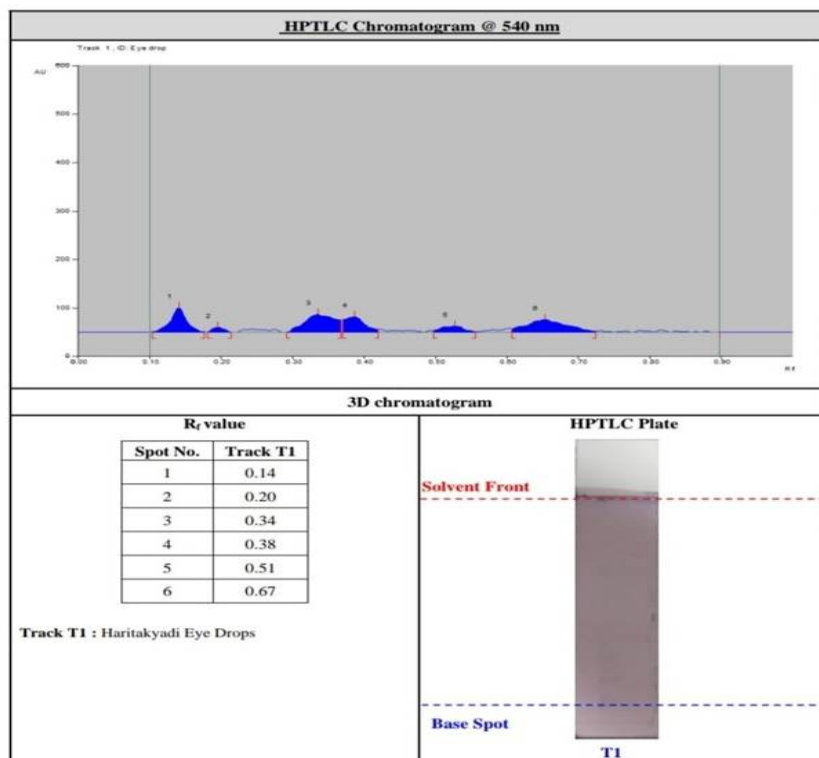 HPTLC Chromatogram @ 540 nm
Track 1 , ID: Eye drop
AU
600
500
400
300
200
100
0
1
2
3
4
5
6
0.00 0.10 0.20 0.30 0.40 0.50 0.60 0.70 0.80 0.90
Rf
3D chromatogram
Rf value
Spot No. Track T1
1 0.14
2 0.20
3 0.34
4 0.38
5 0.51
6 0.67
Track T1 : Haritakyadi Eye Drops
HPTLC Plate
Solvent Front
Base Spot
T1